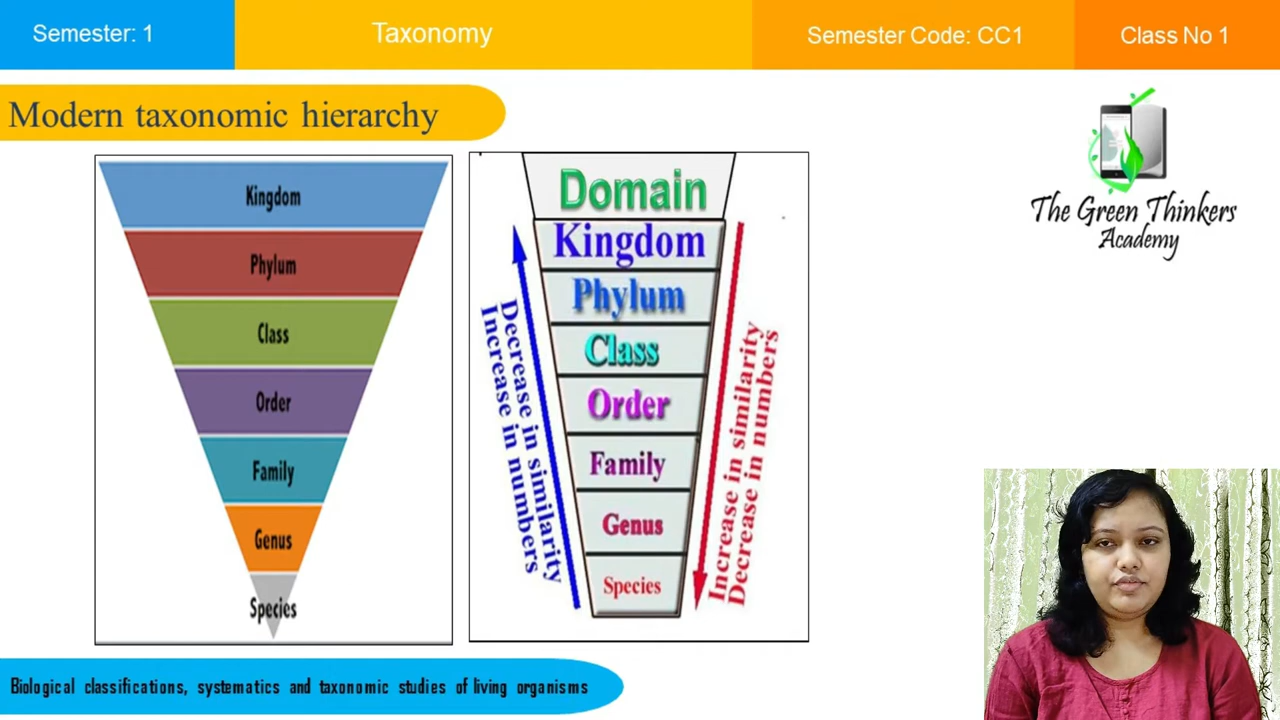 Semester: 1
Taxonomy
Semester Code: CC1
Class No 1
Modern taxonomic hierarchy
Kingdom
Phylum
Class
Order
Family
Genus
Species
Domain
Kingdom
Phylum
Class
Order
Family
Genus
Species
Decrease in similarity
Increase in numbers
Increase in similarity
Decrease in numbers
The Green Thinkers
Academy
Biological classifications, systematics and taxonomic studies of living organisms